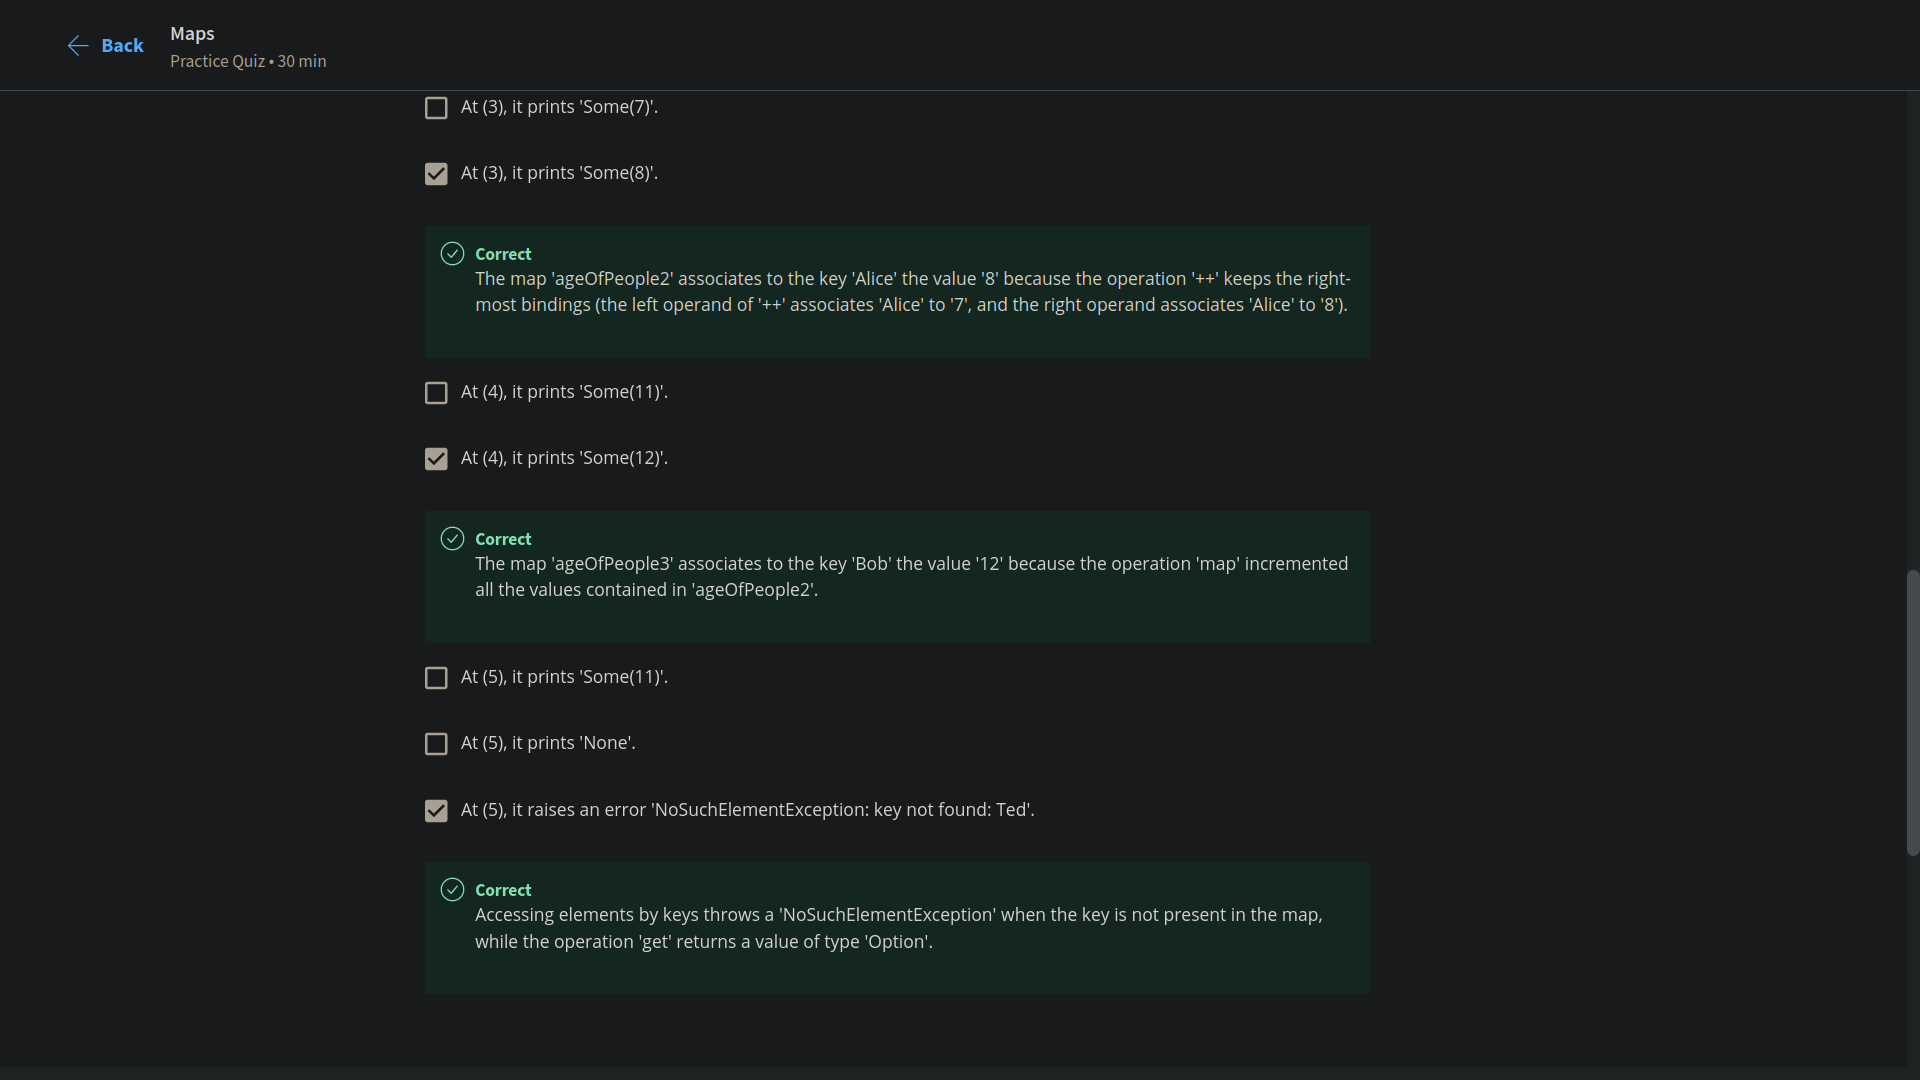 Back
Maps
Practice Quiz • 30 min
At (3), it prints 'Some(7)'.
At (3), it prints 'Some(8)'.
Correct
The map 'ageOfPeople2' associates to the key 'Alice' the value '8' because the operation '++' keeps the right-
most bindings (the left operand of '++' associates 'Alice' to '7', and the right operand associates 'Alice' to '8').
At (4), it prints 'Some(11)'.
At (4), it prints 'Some(12)'.
Correct
The map 'ageOfPeople3' associates to the key 'Bob' the value '12' because the operation 'map' incremented
all the values contained in 'ageOfPeople2'.
At (5), it prints 'Some(11)'.
At (5), it prints 'None'.
At (5), it raises an error 'NoSuchElementException: key not found: Ted'.
Correct
Accessing elements by keys throws a 'NoSuchElementException' when the key is not present in the map,
while the operation 'get' returns a value of type 'Option'.